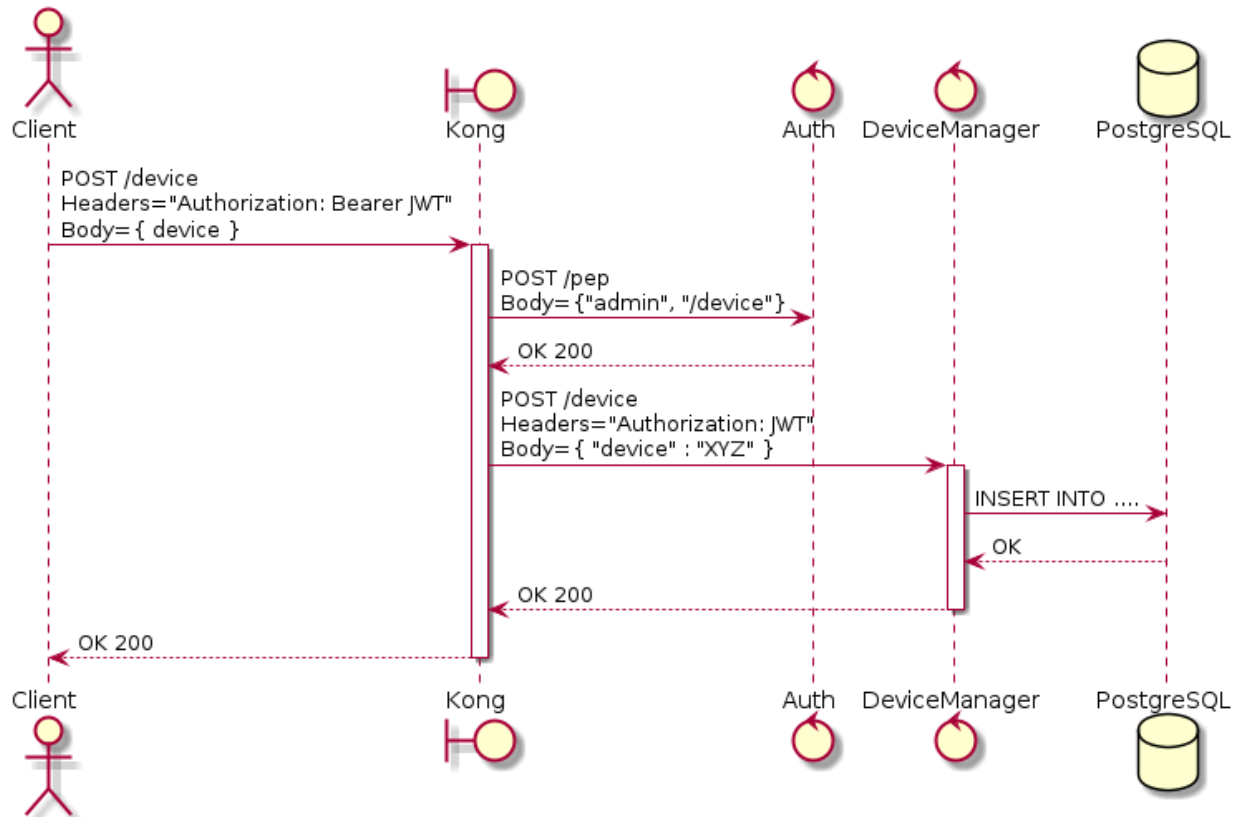 Client
Kong
Auth
DeviceManager
PostgreSQL
POST /device
Headers="Authorization: Bearer JWT"
Body={ device }
POST /pep
Body={"admin", "/device"}
OK 200
POST /device
Headers="Authorization: JWT"
Body={ "device" : "XYZ" }
INSERT INTO ....
OK
OK 200
OK 200
Client
Kong
Auth
DeviceManager
PostgreSQL